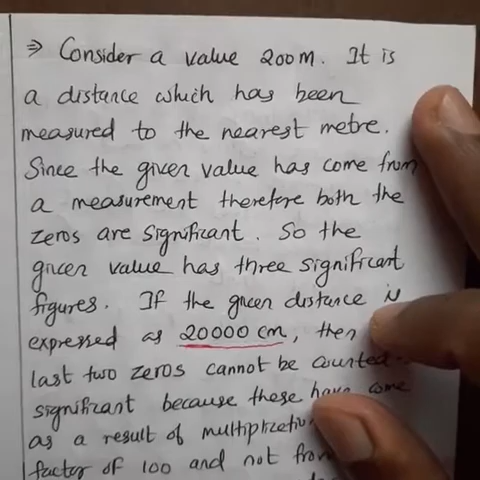 ⇒ Consider a value 200m. It is
a distance which has been
measured to the nearest metre.
Since the given value has come from
a measurement therefore both the
zeros are significant. So the
given value has three significant
figures. If the given distance is
expressed as 20000 cm, then
last two zeros cannot be counted
significant because these have come
as a result of
factor of 100 and not from